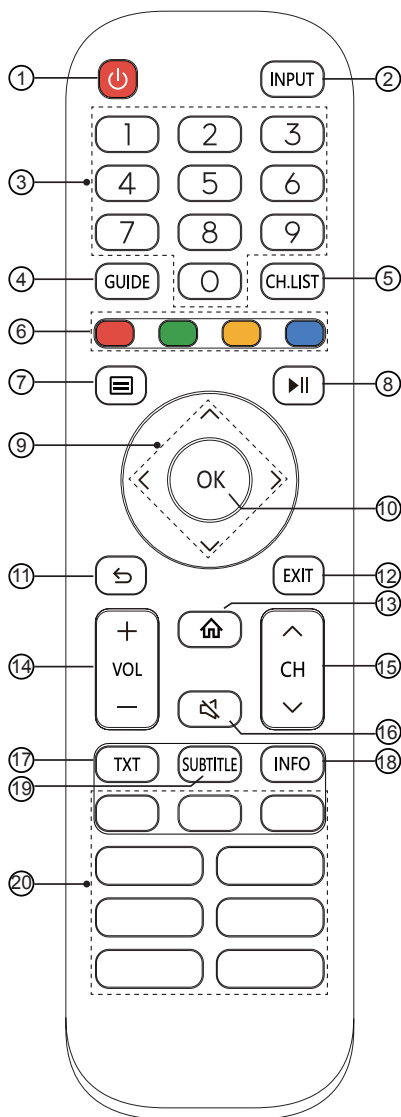 ① INPUT ②
1 2 3
③ 4 5 6
7 8 9
④ GUIDE 0 CH.LIST ⑤
⑥
⑦ ⑧
⑨
OK
⑩
⑪ EXIT ⑫
⑬
+
⑭ VOL CH ⑮
—
⑯
⑰ TXT SUBTITLE INFO ⑱
⑲
⑳